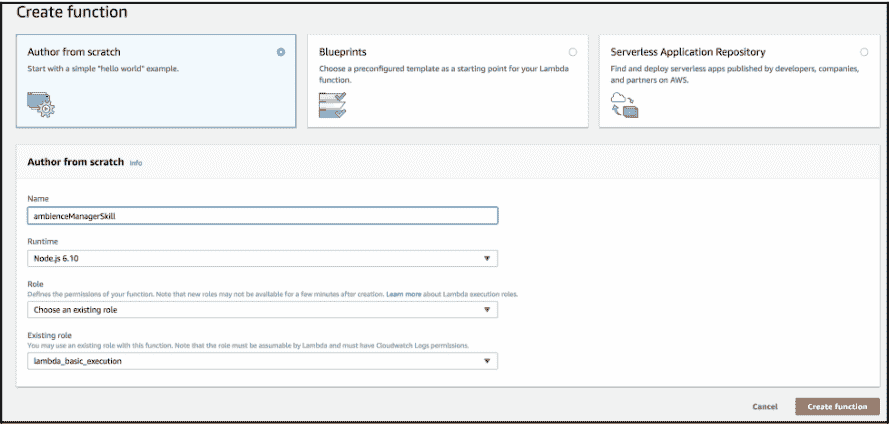 Create function
Author from scratch
Start with a simple "hello world" example.
Blueprints
Choose a preconfigured template as a starting point for your Lambda
function.
Serverless Application Repository
Find and deploy serverless apps published by developers, companies,
and partners on AWS.
Author from scratch Info
Name
ambienceManagerSkill
Runtime
Node.js 6.10
Role
Defines the permissions of your function. Note that new roles may not be available for a few minutes after creation. Learn more about Lambda execution roles.
Choose an existing role
Existing role
You may use an existing role with this function. Note that the role must be assumable by Lambda and must have Cloudwatch Logs permissions.
lambda_basic_execution
Cancel
Create function